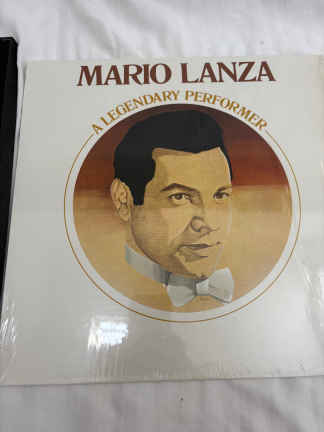 MARIO LANZA
A LEGENDARY PERFORMER